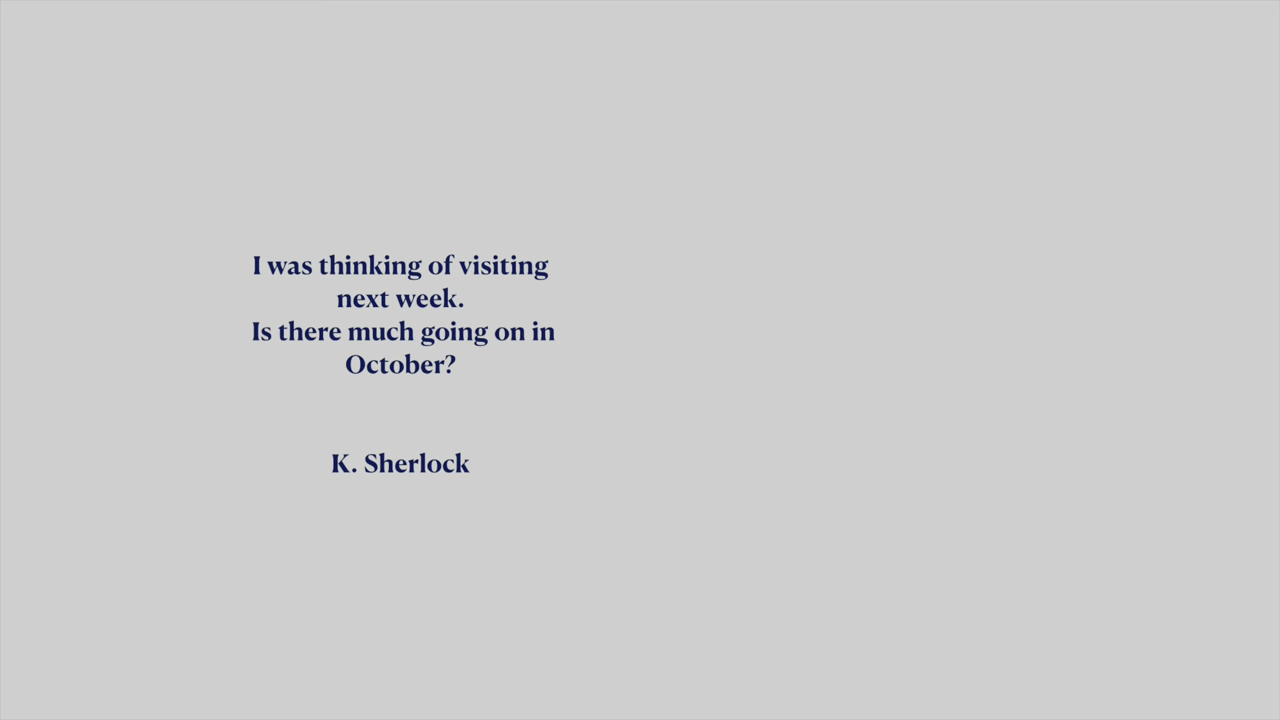 I was thinking of visiting
next week.
Is there much going on in
October?
K. Sherlock